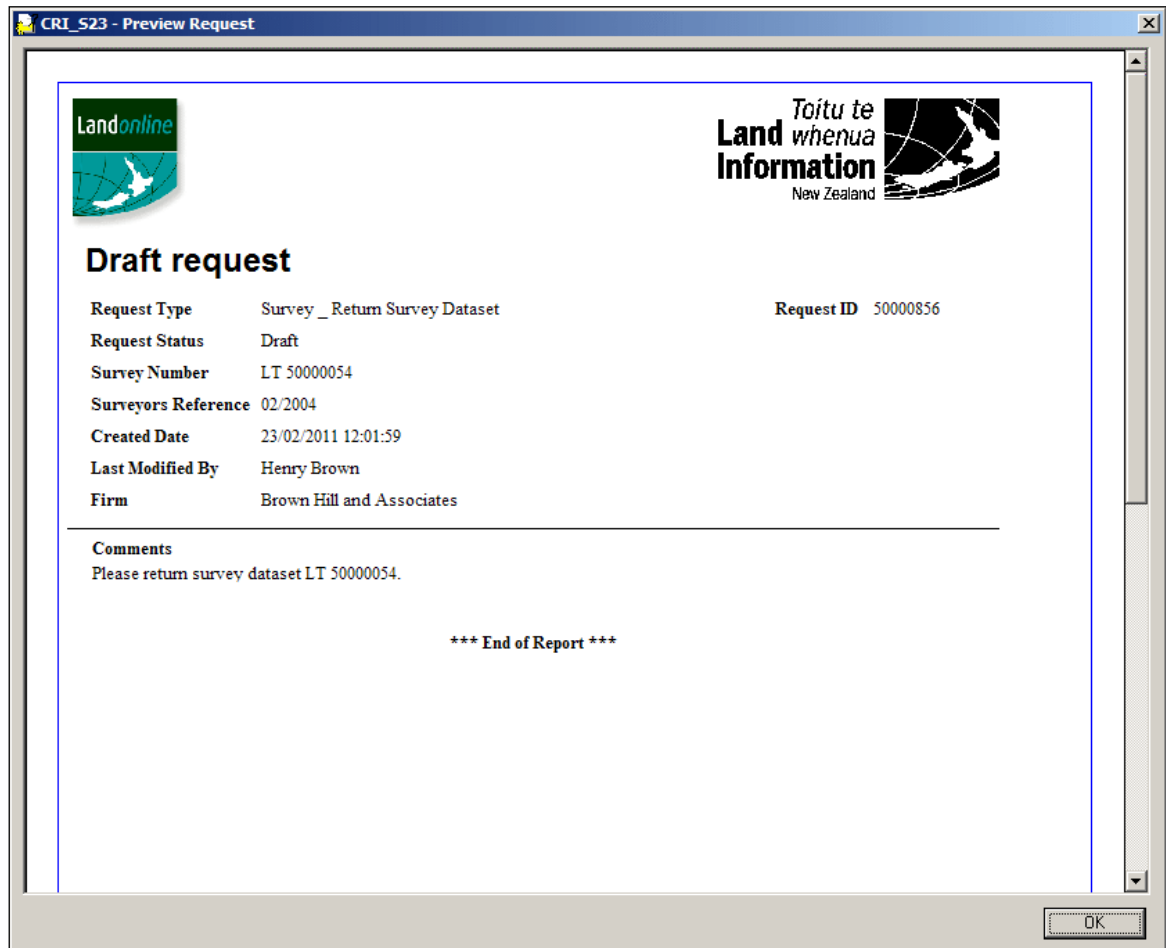 CRI_S23 - Preview Request
Landonline
Toitu te
Land whenua
Information
New Zealand
Draft request
Request Type Survey _ Return Survey Dataset Request ID 50000856
Request Status Draft
Survey Number LT 50000054
Surveyors Reference 02/2004
Created Date 23/02/2011 12:01:59
Last Modified By Henry Brown
Firm Brown Hill and Associates
Comments
Please return survey dataset LT 50000054.
*** End of Report ***
OK